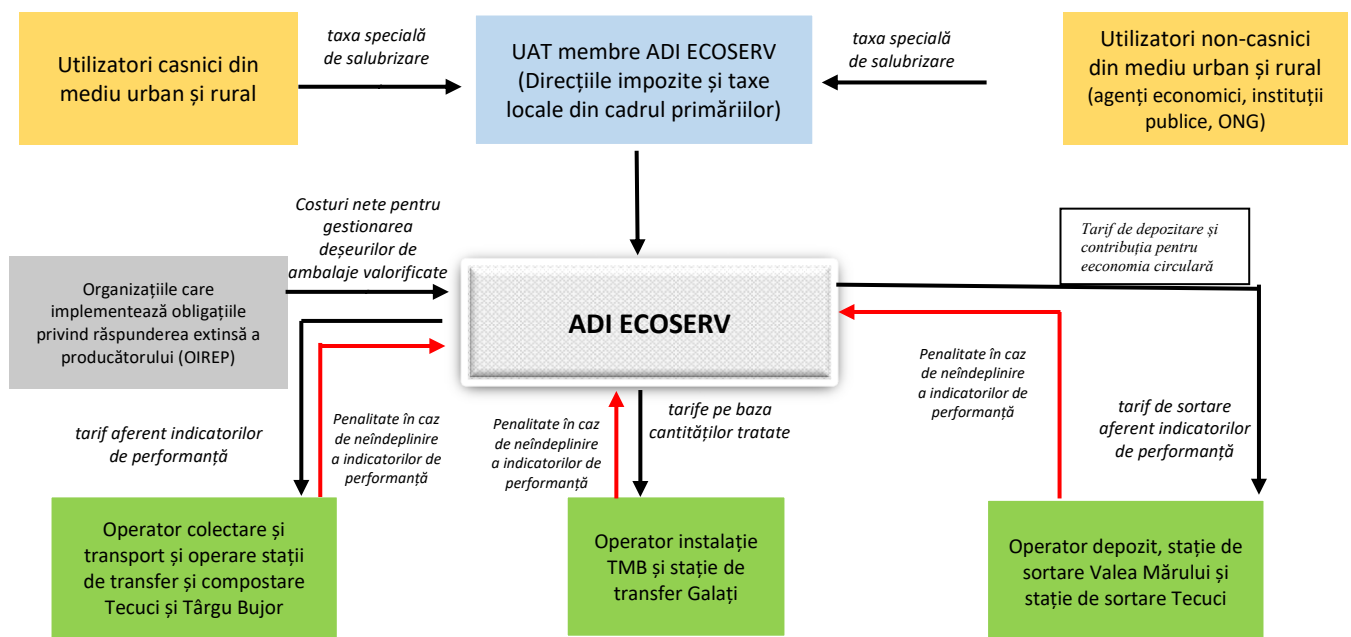 Utilizatori casnici din
mediu urban și rural
taxa specială
de salubrizare
UAT membre ADI ECOSERV
(Direcțiile impozite și taxe
locale din cadrul primăriilor)
taxa specială
de salubrizare
Utilizatori non-casnici
din mediu urban și rural
(agenți economici, instituții
publice, ONG)
Costuri nete pentru
gestionarea
deșeurilor de
ambalaje valorificate
Tarif de depozitare și
contribuția pentru
eeconomia circulară
Organizațiile care
implementează obligațiile
privind răspunderea extinsă a
producătorului (OIREP)
ADI ECOSERV
tarif aferent indicatorilor
de performanță
Penalitate în caz
de neîndeplinire
a indicatorilor de
performanță
Penalitate în caz
de neîndeplinire
a indicatorilor de
performanță
tarife pe baza
cantităților tratate
Penalitate în caz
de neîndeplinire
a indicatorilor de
performanță
tarif de sortare
aferent indicatorilor
de performanță
Operator colectare și
transport și operare stații
de transfer și compostare
Tecuci și Târgu Bujor
Operator instalație
TMB și stație de
transfer Galați
Operator depozit, stație de
sortare Valea Mărului și
stație de sortare Tecuci